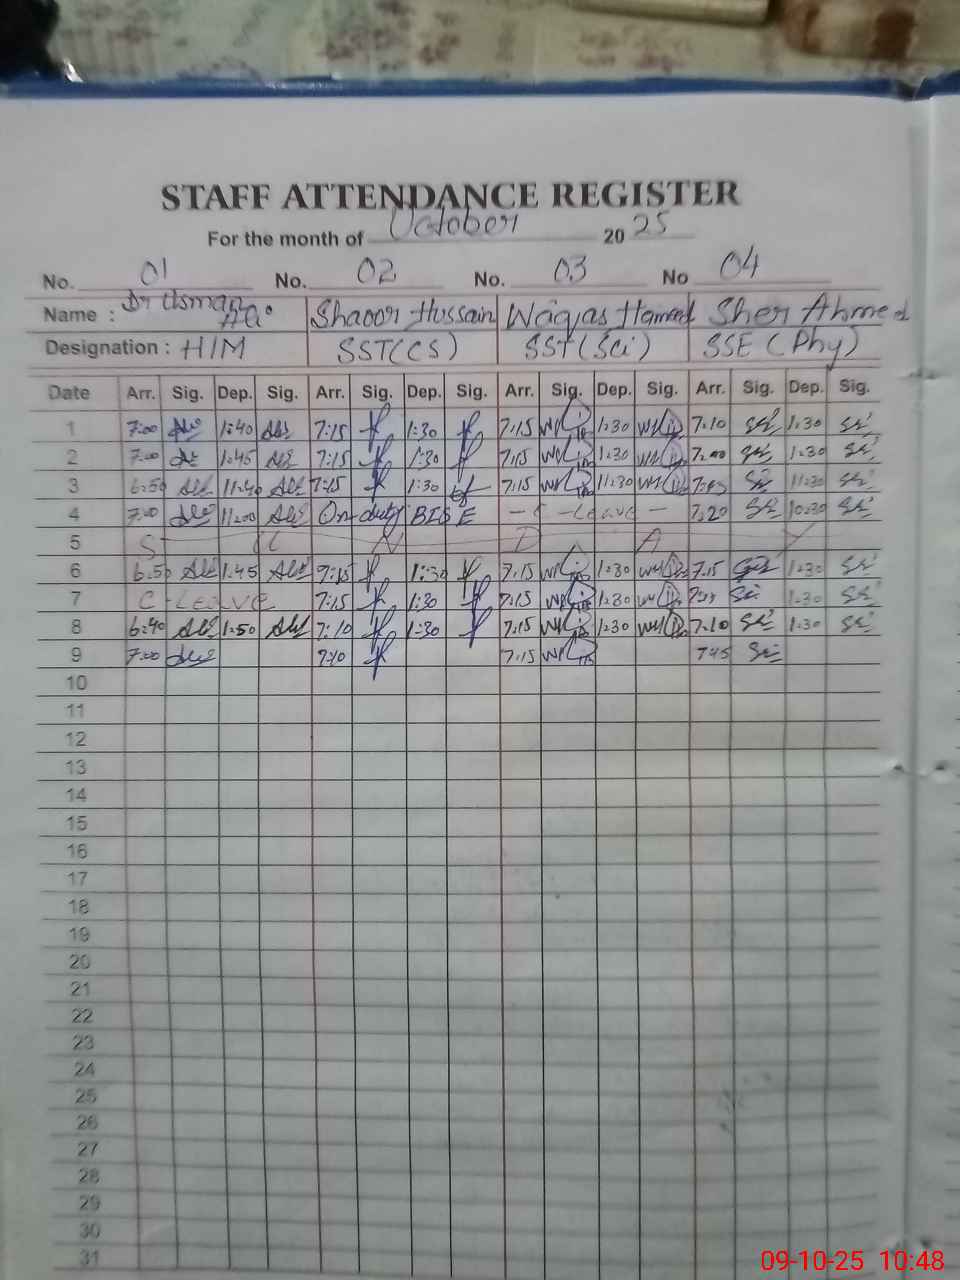 STAFF ATTENDANCE REGISTER
For the month of October 2025
No. 01 No. 02 No. 03 No 04
Name : Dr Usman Shaoor Hussain Waqas Hameed Sher Ahmed
Designation : H/M SST(CS) SST(Sci) SSE (Phy)
Date Arr. Sig. Dep. Sig. Arr. Sig. Dep. Sig. Arr. Sig. Dep. Sig. Arr. Sig. Dep. Sig.
1 7:00 1:40 7:15 1:30 7:15 1:30 7:10 1:30
2 7:00 1:45 7:15 1:30 7:15 1:30 1:30
3 6:50 11:40 7:15 1:30 7:15 11:30 11:30
4 7:00 11:00 On duty BISE - C - Leave - 7:20 10:30
5 S U N D A Y
6 6:50 1:45 7:15 1:30 7:15 1:30 7:15 1:30
7 C - Leave 7:15 1:30 7:15 1:30 1:30
8 6:40 1:50 7:10 1:30 7:15 1:30 7:10 1:30
9 7:00 7:10 7:15 7:45
10
11
12
13
14
15
16
17
18
19
20
21
22
23
24
25
26
27
28
29
30
31
09-10-25 10:48